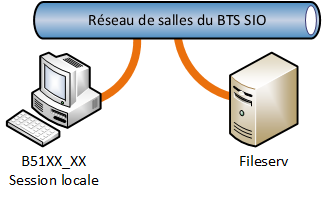 Réseau de salles du BTS SIO
B51XX_XX
Session locale
Fileserv